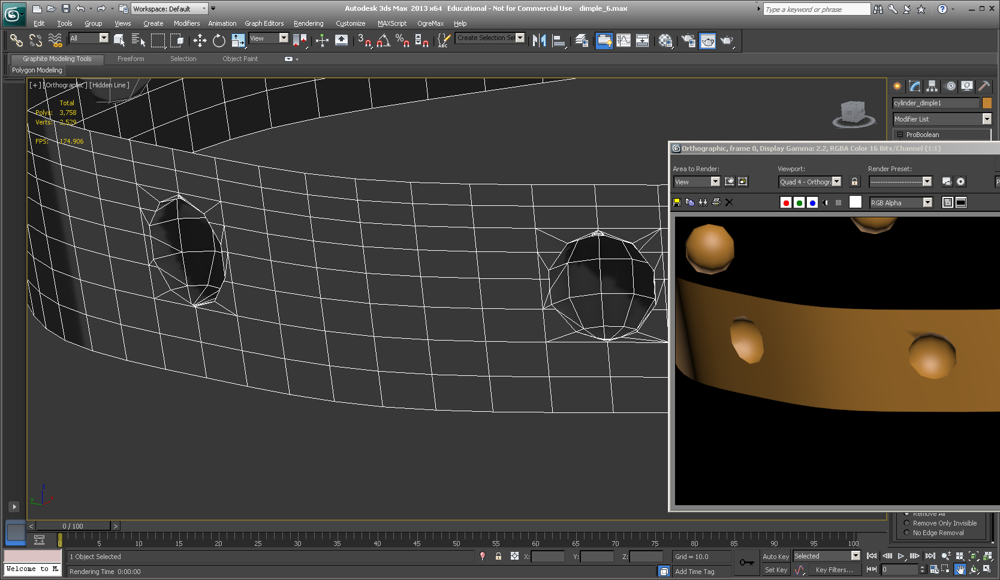 Workspace: Default
Autodesk 3ds Max 2013 x64 Educational - Not for Commercial Use dimple_6.max
Type a keyword or phrase
Edit Tools Group Views Create Modifiers Animation Graph Editors Rendering Customize MAXScript OgreMax Help
All View 3 ABC Create Selection Se
Graphite Modeling Tools Freeform Selection Object Paint
Polygon Modeling
[+] [Orthographic] [Hidden Line]
Total
Polys: 3,758
Verts: 2,529
FPS: 174.906
cylinder_dimple1
Modifier List
ProBoolean
Orthographic, frame 0, Display Gamma: 2.2, RGBA Color 16 Bits/Channel (1:1)
Area to Render: Viewport: Render Preset:
View Quad 4 - Orthogra
RGB Alpha
z
y
Remove All
Remove Only Invisible
No Edge Removal
< 0 / 100 >
0 5 10 15 20 25 30 35 40 45 50 55 60 65 70 75 80 85 90 95 100
1 Object Selected X: Y: Z: Grid = 10.0 Auto Key Selected
Welcome to M
Rendering Time 0:00:00 Add Time Tag Set Key Key Filters... 0